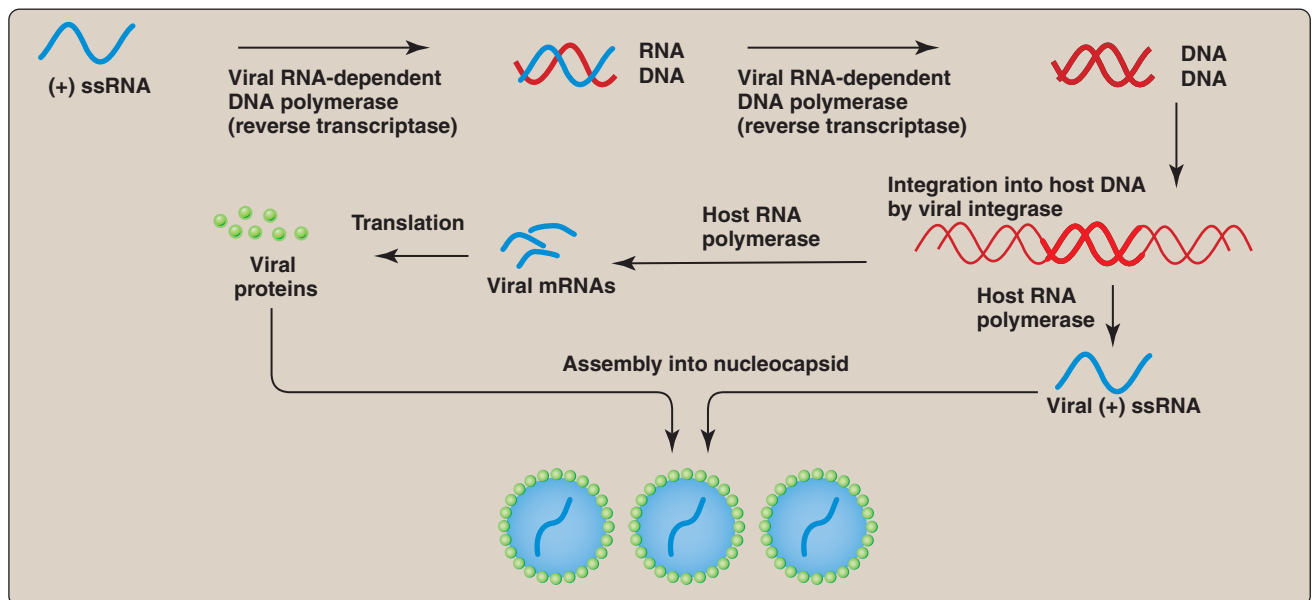 (+) ssRNA
Viral RNA-dependent
DNA polymerase
(reverse transcriptase)
RNA
DNA
Viral RNA-dependent
DNA polymerase
(reverse transcriptase)
DNA
DNA
Integration into host DNA
by viral integrase
Host RNA
polymerase
Viral mRNAs
Translation
Viral
proteins
Host RNA
polymerase
Viral (+) ssRNA
Assembly into nucleocapsid